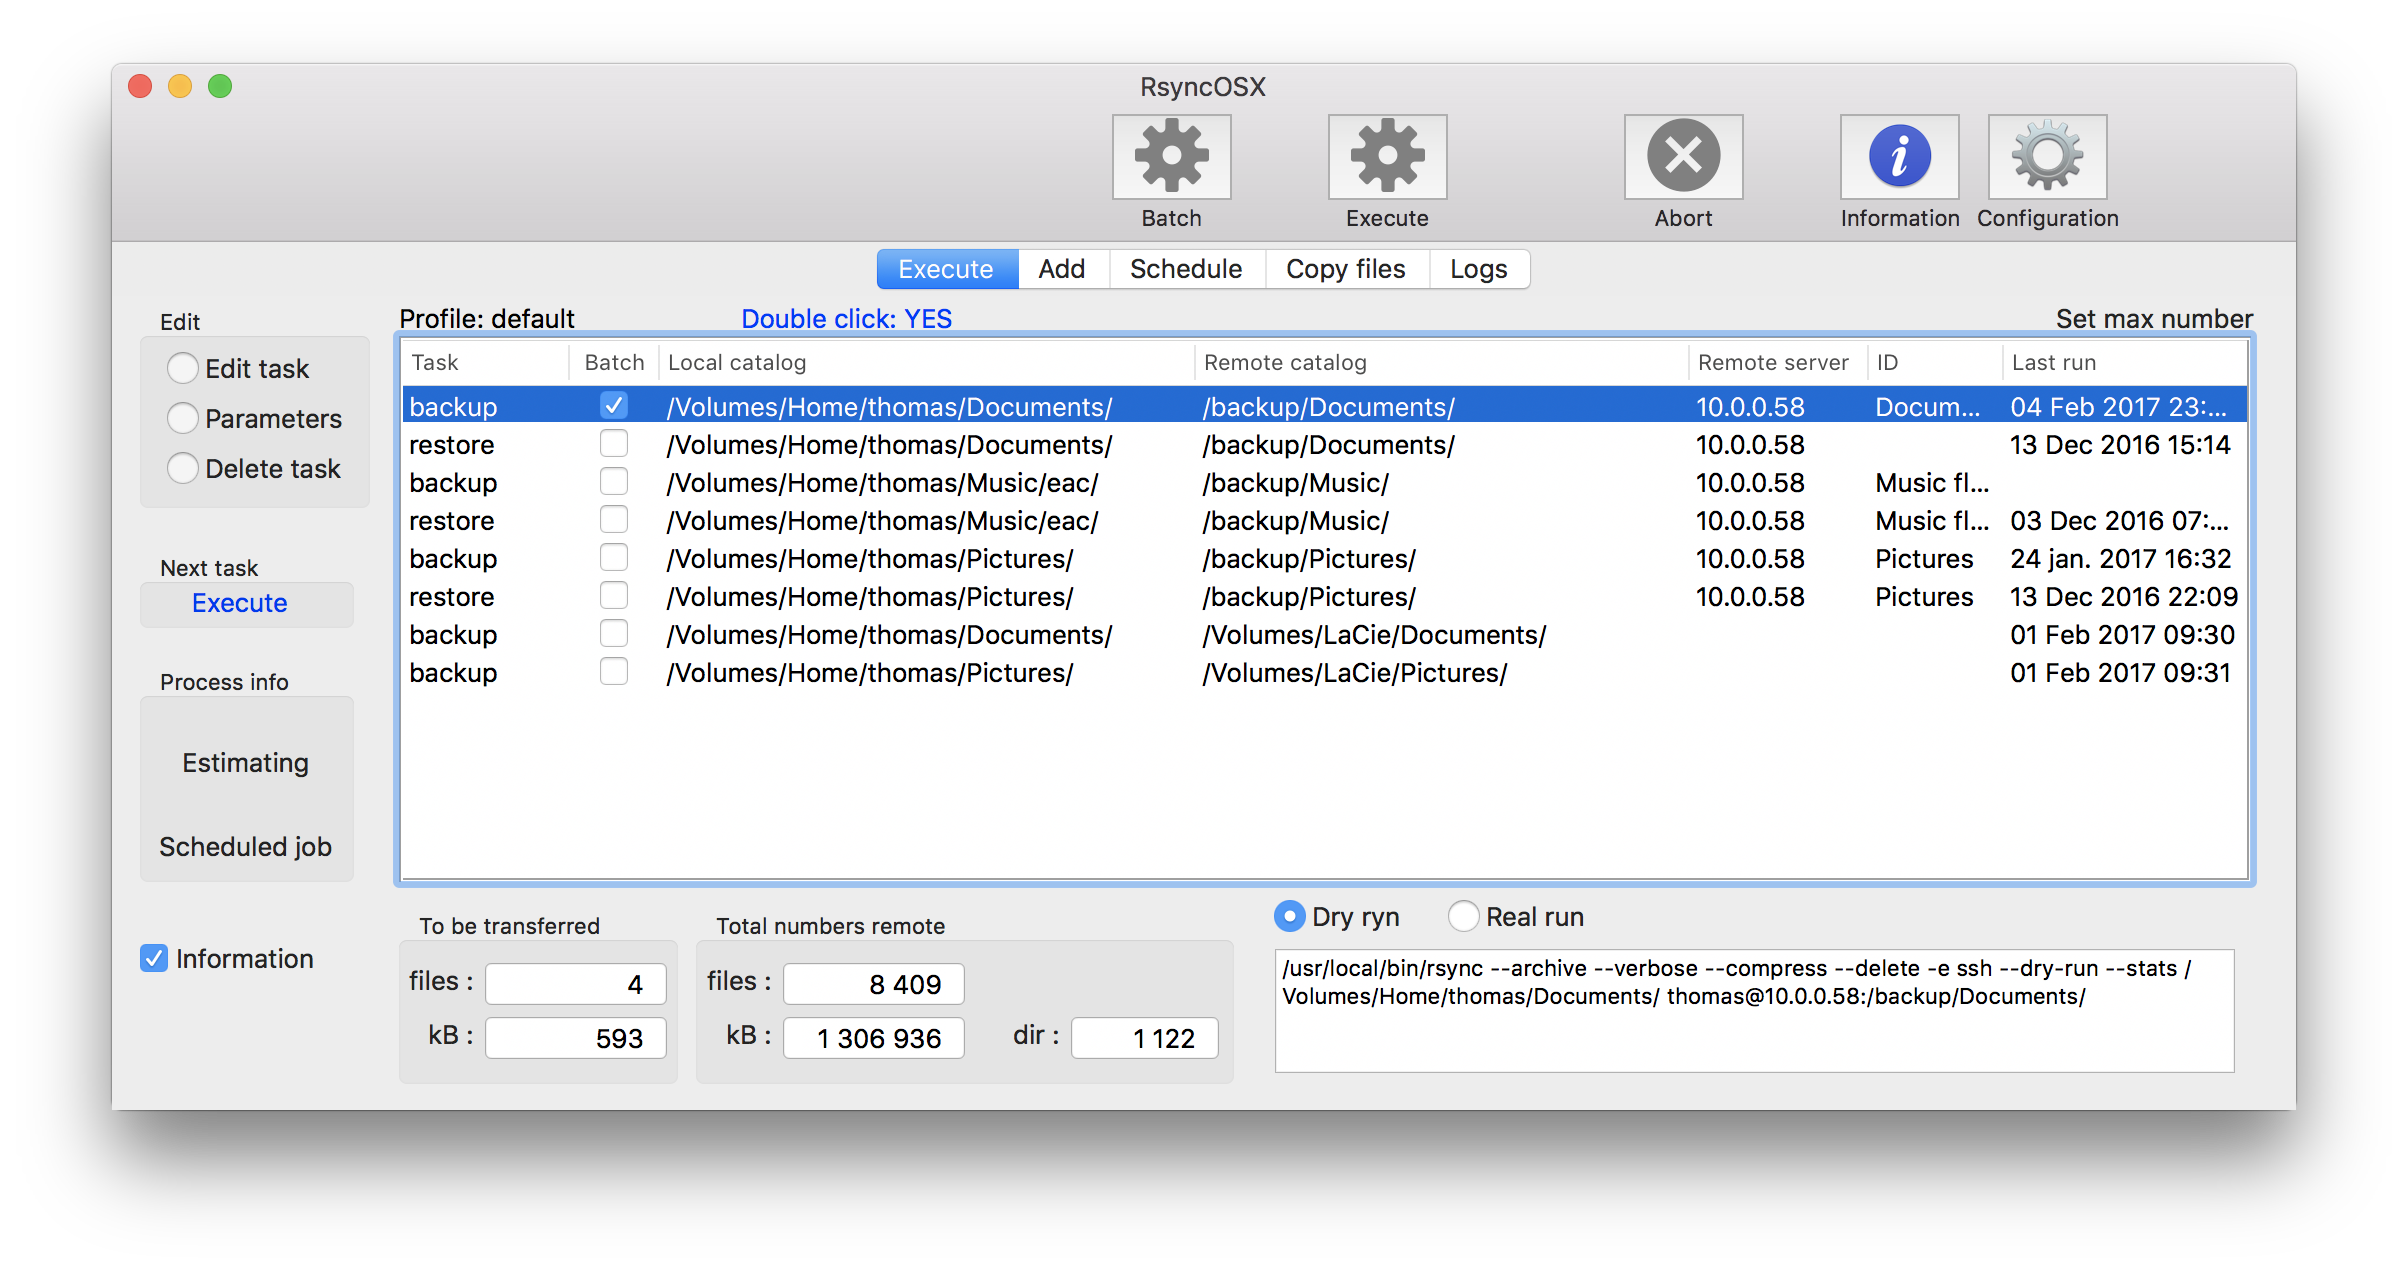 RsyncOSX
Batch
Execute
Abort
Information
Configuration
Execute Add Schedule Copy files Logs
Edit
Edit task
Parameters
Delete task
Next task
Execute
Process info
Estimating
Scheduled job
Information
Profile: default Double click: YES Set max number
Task Batch Local catalog Remote catalog Remote server ID Last run
backup /Volumes/Home/thomas/Documents/ /backup/Documents/ 10.0.0.58 Docum... 04 Feb 2017 23:...
restore /Volumes/Home/thomas/Documents/ /backup/Documents/ 10.0.0.58 13 Dec 2016 15:14
backup /Volumes/Home/thomas/Music/eac/ /backup/Music/ 10.0.0.58 Music fl...
restore /Volumes/Home/thomas/Music/eac/ /backup/Music/ 10.0.0.58 Music fl... 03 Dec 2016 07:...
backup /Volumes/Home/thomas/Pictures/ /backup/Pictures/ 10.0.0.58 Pictures 24 jan. 2017 16:32
restore /Volumes/Home/thomas/Pictures/ /backup/Pictures/ 10.0.0.58 Pictures 13 Dec 2016 22:09
backup /Volumes/Home/thomas/Documents/ /Volumes/LaCie/Documents/ 01 Feb 2017 09:30
backup /Volumes/Home/thomas/Pictures/ /Volumes/LaCie/Pictures/ 01 Feb 2017 09:31
To be transferred
files : 4
kB : 593
Total numbers remote
files : 8 409
kB : 1 306 936 dir : 1 122
Dry ryn Real run
/usr/local/bin/rsync --archive --verbose --compress --delete -e ssh --dry-run --stats /
Volumes/Home/thomas/Documents/ thomas@10.0.0.58:/backup/Documents/